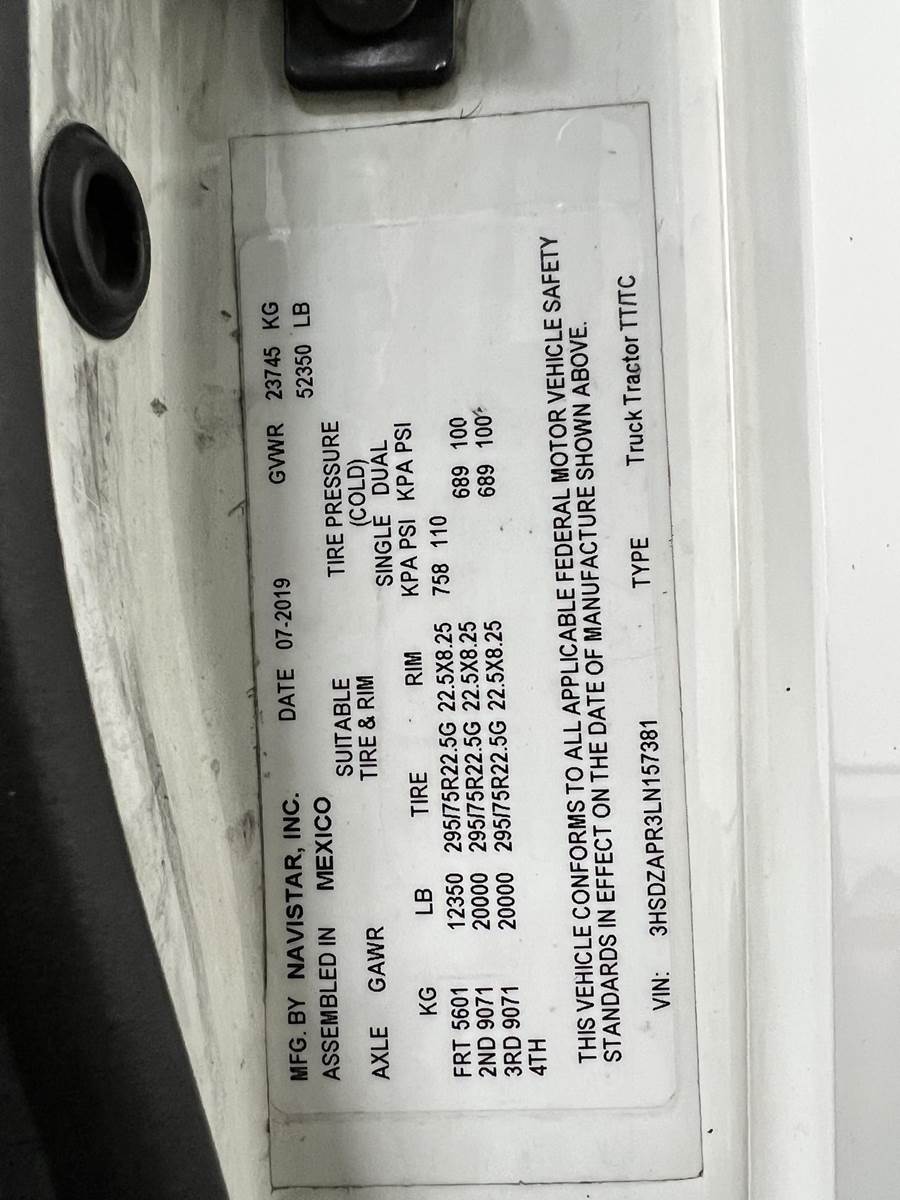 MFG. BY NAVISTAR, INC. DATE 07-2019 GVWR 23745 KG
ASSEMBLED IN MEXICO 52350 LB
SUITABLE TIRE PRESSURE
AXLE GAWR TIRE & RIM (COLD)
SINGLE DUAL
KG LB TIRE RIM KPA PSI KPA PSI
FRT 5601 12350 295/75R22.5G 22.5X8.25 758 110
2ND 9071 20000 295/75R22.5G 22.5X8.25 689 100
3RD 9071 20000 295/75R22.5G 22.5X8.25 689 100
4TH
THIS VEHICLE CONFORMS TO ALL APPLICABLE FEDERAL MOTOR VEHICLE SAFETY
STANDARDS IN EFFECT ON THE DATE OF MANUFACTURE SHOWN ABOVE.
VIN: 3HSDZAPR3LN157381 TYPE Truck Tractor TT/TC